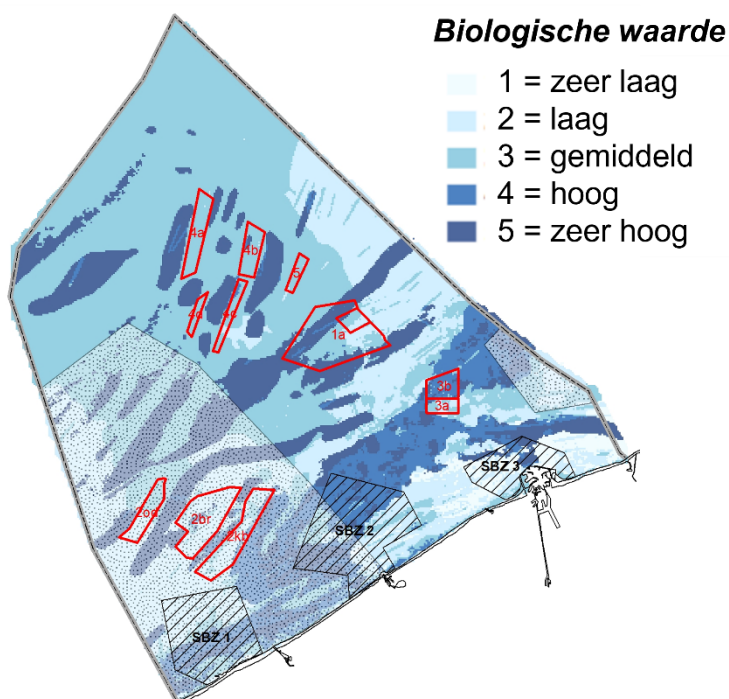 Biologische waarde
1 = zeer laag
2 = laag
3 = gemiddeld
4 = hoog
5 = zeer hoog
4a
4b
5
4d
4c
1a
3b
3a
SBZ 3
2od
2br
2kb
SBZ 2
SBZ 1